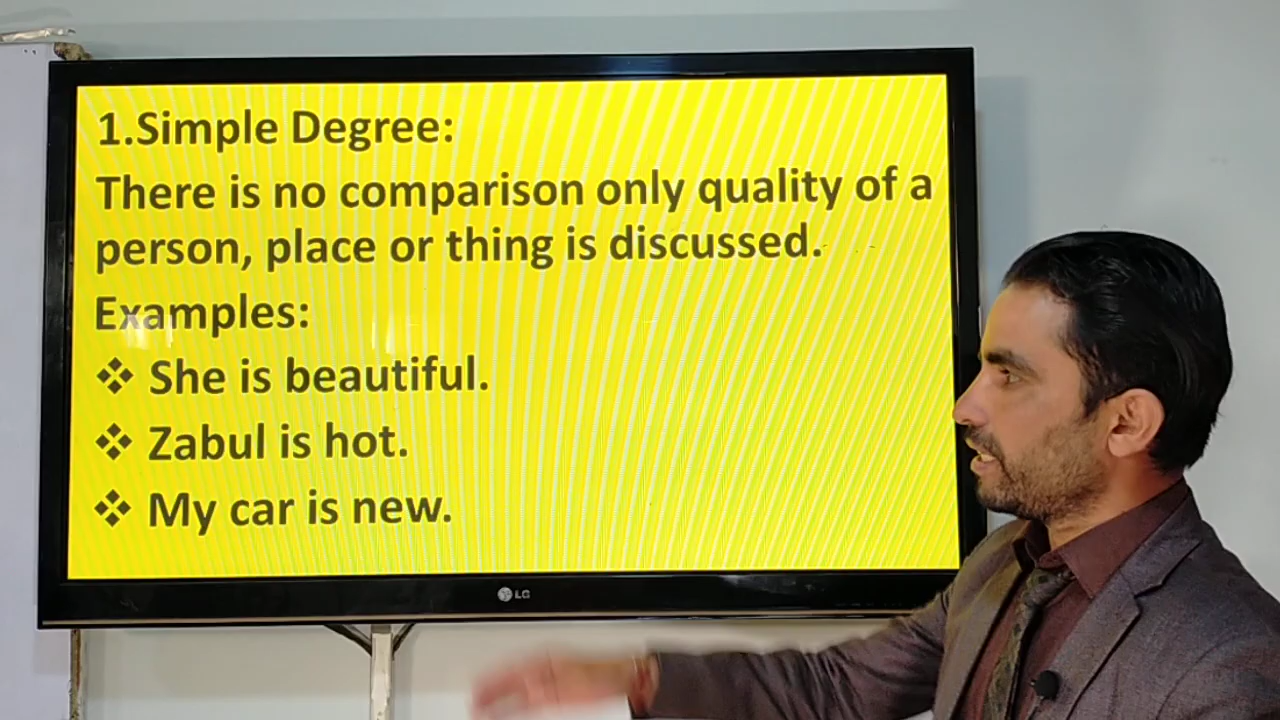 1.Simple Degree:
There is no comparison only quality of a
person, place or thing is discussed.
Examples:
❖ She is beautiful.
❖ Zabul is hot.
❖ My car is new.
LG